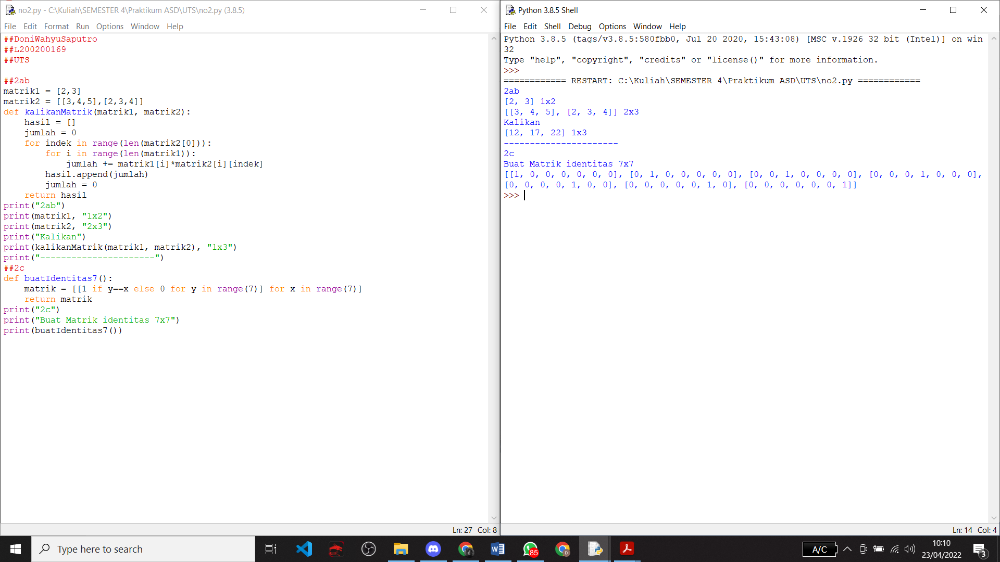 no2.py - C:\Kuliah\SEMESTER 4\Praktikum ASD\UTS\no2.py (3.8.5)
File Edit Format Run Options Window Help
##DoniWahyuSaputro
##L200200169
##UTS
##2ab
matrik1 = [2,3]
matrik2 = [[3,4,5],[2,3,4]]
def kalikanMatrik(matrik1, matrik2):
    hasil = []
    jumlah = 0
    for indek in range(len(matrik2[0])):
        for i in range(len(matrik1)):
            jumlah += matrik1[i]*matrik2[i][indek]
        hasil.append(jumlah)
        jumlah = 0
    return hasil
print("2ab")
print(matrik1, "1x2")
print(matrik2, "2x3")
print("Kalikan")
print(kalikanMatrik(matrik1, matrik2), "1x3")
print("----------------------")
##2c
def buatIdentitas7():
    matrik = [[1 if y==x else 0 for y in range(7)] for x in range(7)]
    return matrik
print("2c")
print("Buat Matrik identitas 7x7")
print(buatIdentitas7())
Ln: 27 Col: 8
Python 3.8.5 Shell
File Edit Shell Debug Options Window Help
Python 3.8.5 (tags/v3.8.5:580fbb0, Jul 20 2020, 15:43:08) [MSC v.1926 32 bit (Intel)] on win
32
Type "help", "copyright", "credits" or "license()" for more information.
>>>
============ RESTART: C:\Kuliah\SEMESTER 4\Praktikum ASD\UTS\no2.py ============
2ab
[2, 3] 1x2
[[3, 4, 5], [2, 3, 4]] 2x3
Kalikan
[12, 17, 22] 1x3
----------------------
2c
Buat Matrik identitas 7x7
[[1, 0, 0, 0, 0, 0, 0], [0, 1, 0, 0, 0, 0, 0], [0, 0, 1, 0, 0, 0, 0], [0, 0, 0, 1, 0, 0, 0],
[0, 0, 0, 0, 1, 0, 0], [0, 0, 0, 0, 0, 1, 0], [0, 0, 0, 0, 0, 0, 1]]
>>>
Ln: 14 Col: 4
Type here to search
85
D
A/C
10:10
23/04/2022
3